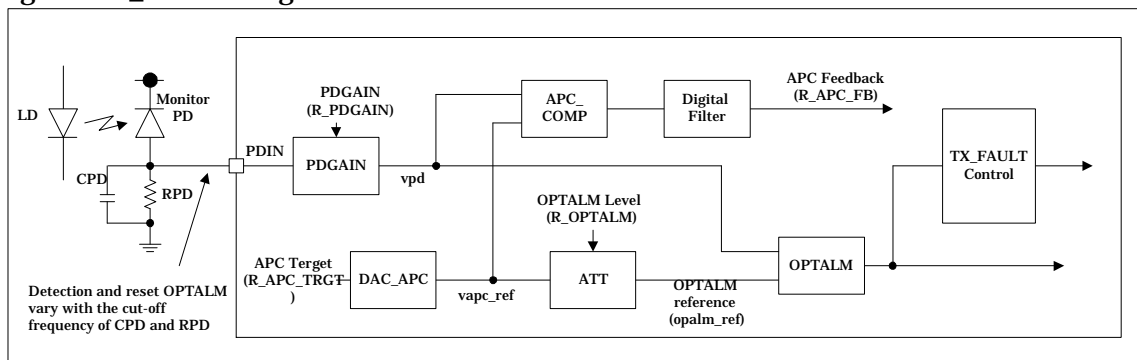 LD
Monitor
PD
CPD
RPD
PDIN
PDGAIN
(R_PDGAIN)
PDGAIN
vpd
APC_
COMP
Digital
Filter
APC Feedback
(R_APC_FB)
TX_FAULT
Control
OPTALM Level
(R_OPTALM)
APC Terget
(R_APC_TRGT
)
DAC_APC
vapc_ref
ATT
OPTALM
reference
(opalm_ref)
OPTALM
Detection and reset OPTALM
vary with the cut-off
frequency of CPD and RPD